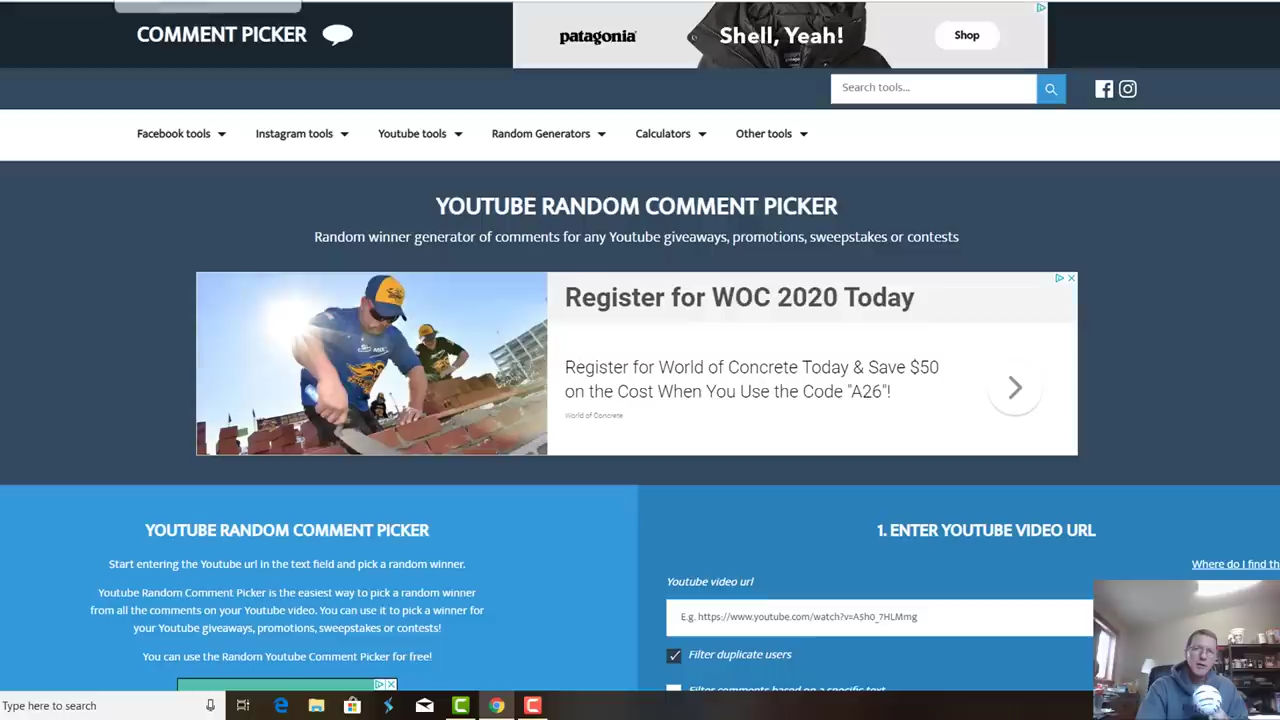 COMMENT PICKER
patagonia
Shell, Yeah!
Shop
Search tools...
Facebook tools
Instagram tools
Youtube tools
Random Generators
Calculators
Other tools
YOUTUBE RANDOM COMMENT PICKER
Random winner generator of comments for any Youtube giveaways, promotions, sweepstakes or contests
Register for WOC 2020 Today
Register for World of Concrete Today & Save $50
on the Cost When You Use the Code "A26"!
World of Concrete
YOUTUBE RANDOM COMMENT PICKER
Start entering the Youtube url in the text field and pick a random winner.
Youtube Random Comment Picker is the easiest way to pick a random winner
from all the comments on your Youtube video. You can use it to pick a winner for
your Youtube giveaways, promotions, sweepstakes or contests!
You can use the Random Youtube Comment Picker for free!
1. ENTER YOUTUBE VIDEO URL
Where do I find th
Youtube video url
E.g. https://www.youtube.com/watch?v=ASh0_7HLMmg
Filter duplicate users
Filter comments based on a specific text
Type here to search